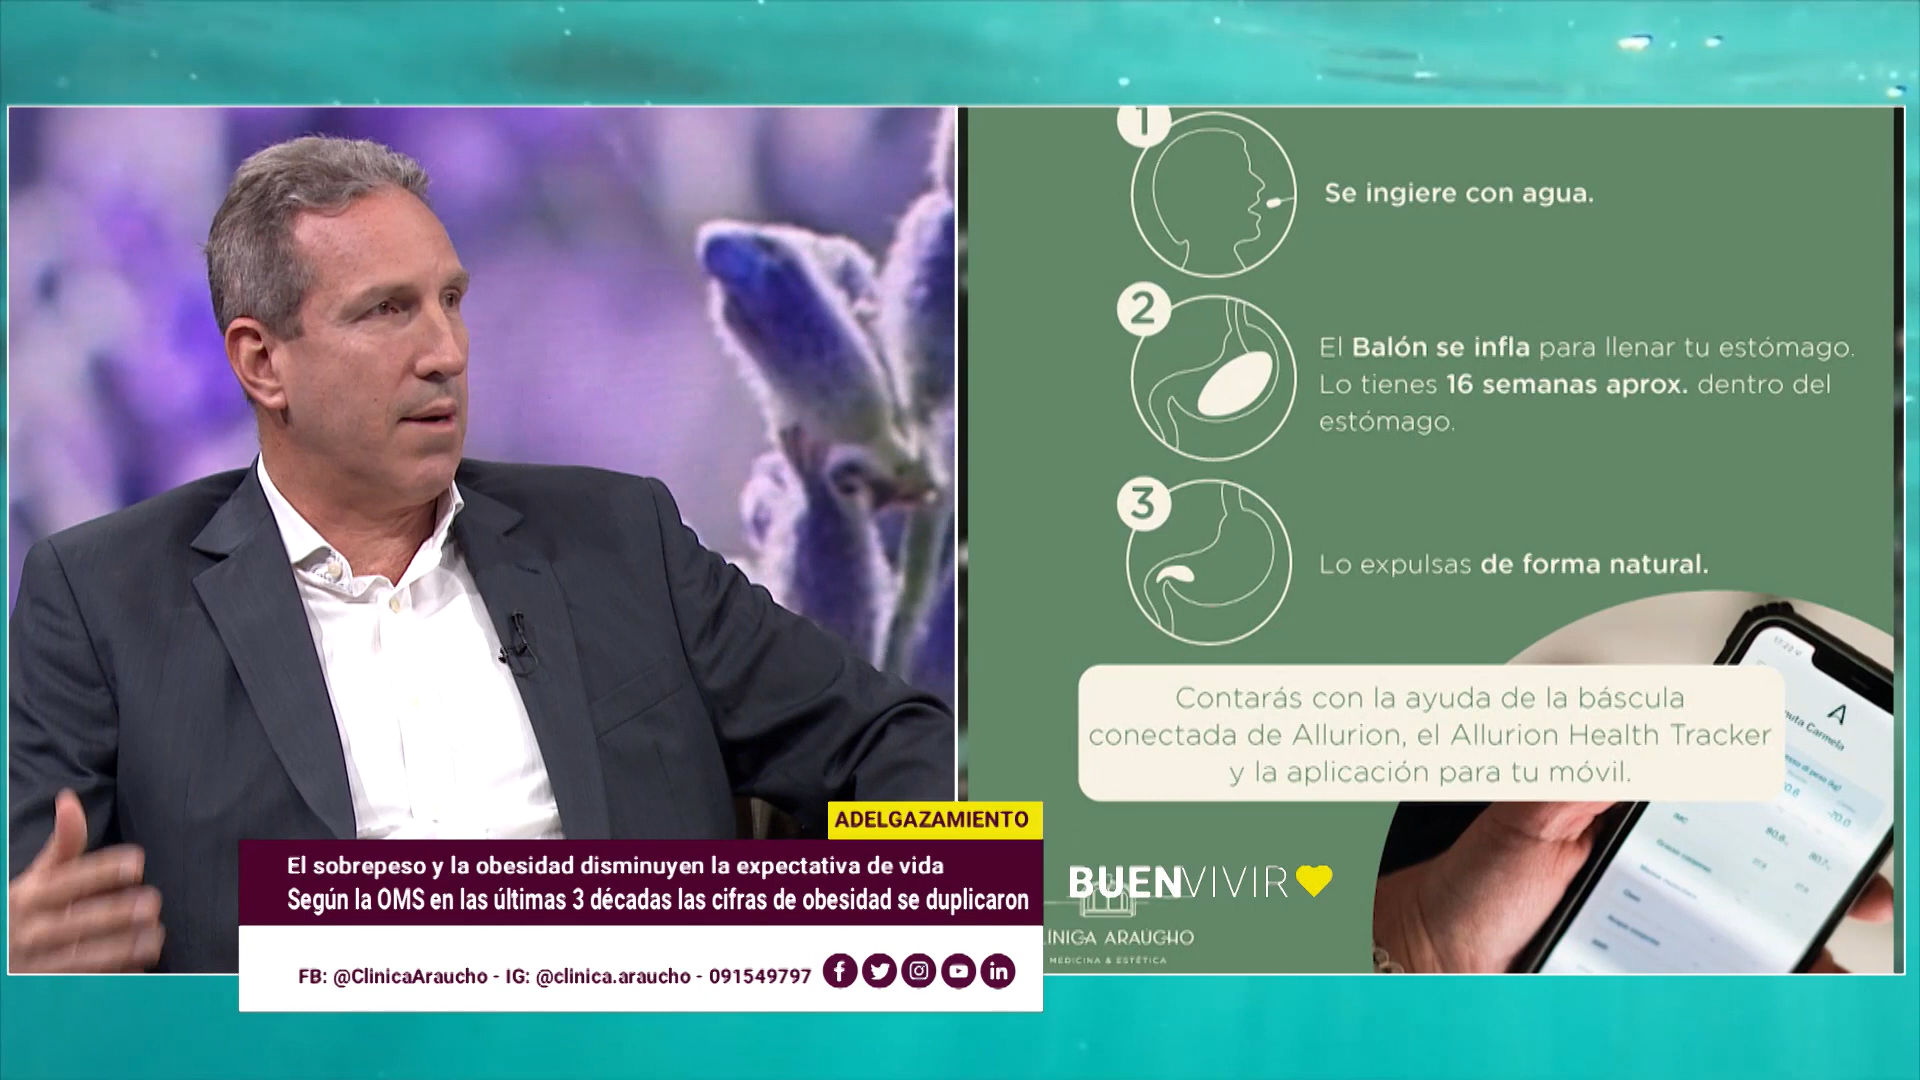 1
Se ingiere con agua.
2
El Balón se infla para llenar tu estómago.
Lo tienes 16 semanas aprox. dentro del
estómago.
3
Lo expulsas de forma natural.
Contarás con la ayuda de la báscula
conectada de Allurion, el Allurion Health Tracker
y la aplicación para tu móvil.
17:22
A
Carmela
ADELGAZAMIENTO
El sobrepeso y la obesidad disminuyen la expectativa de vida
Según la OMS en las últimas 3 décadas las cifras de obesidad se duplicaron
FB: @ClinicaAraucho - IG: @clinica.araucho - 091549797
BUENVIVIR
LÍNICA ARAUCHO
MEDICINA & ESTÉTICA